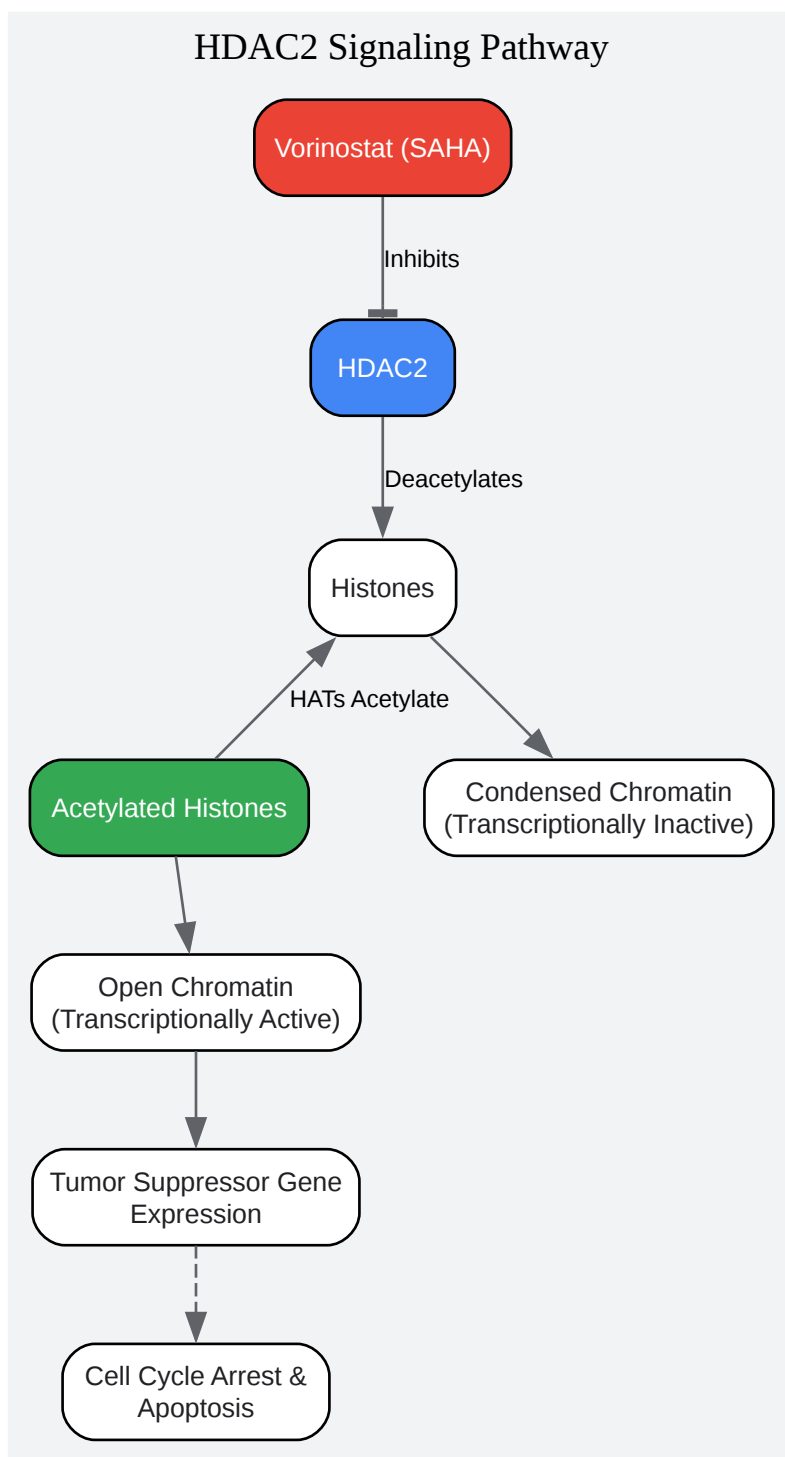 HDAC2 Signaling Pathway
Vorinostat (SAHA)
Inhibits
HDAC2
Deacetylates
Histones
HATs Acetylate
Acetylated Histones
Condensed Chromatin
(Transcriptionally Inactive)
Open Chromatin
(Transcriptionally Active)
Tumor Suppressor Gene
Expression
Cell Cycle Arrest &
Apoptosis